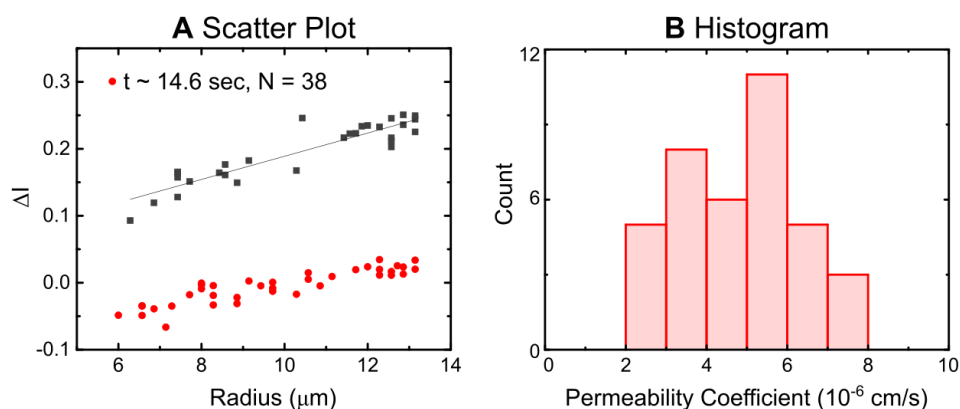 A Scatter Plot
t ~ 14.6 sec, N = 38
0.3
0.2
0.1
0.0
-0.1
ΔI
6 8 10 12 14
Radius (μm)
B Histogram
12
6
0
Count
0 2 4 6 8 10
Permeability Coefficient (10⁻⁶ cm/s)